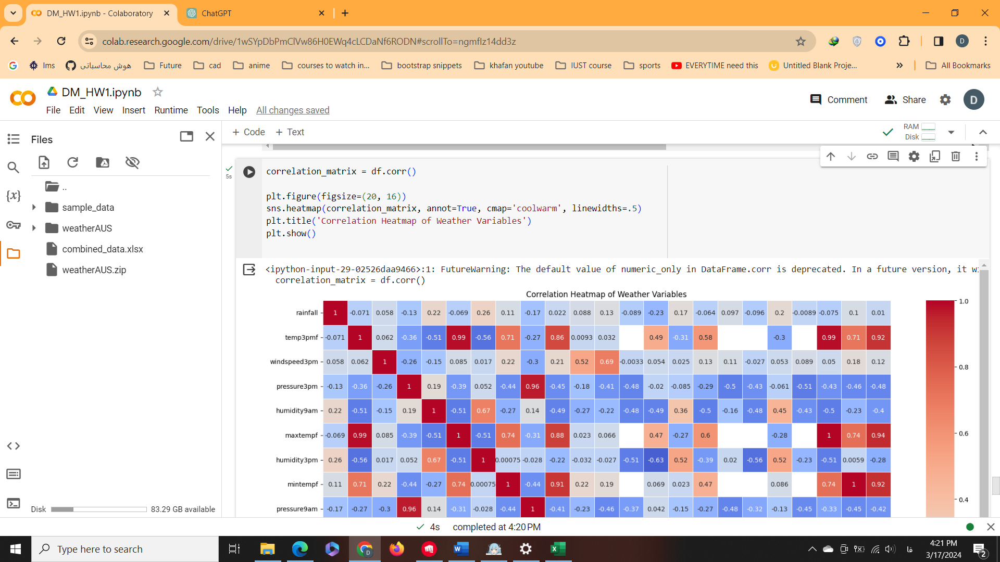 DM_HW1.ipynb - Colaboratory
ChatGPT
colab.research.google.com/drive/1wSYpDbPmClVw86H0EWq4cLCDaNf6RODN#scrollTo=ngmfIz14dd3z
D
lms
هوش محاسباتی
Future
cad
anime
courses to watch in...
bootstrap snippets
khafan youtube
IUST course
sports
EVERYTIME need this
Untitled Blank Proje...
All Bookmarks
DM_HW1.ipynb
File Edit View Insert Runtime Tools Help All changes saved
Comment
Share
D
Files
+ Code + Text
RAM
Disk
..
sample_data
weatherAUS
combined_data.xlsx
weatherAUS.zip
Disk
83.29 GB available
5s
correlation_matrix = df.corr()
plt.figure(figsize=(20, 16))
sns.heatmap(correlation_matrix, annot=True, cmap='coolwarm', linewidths=.5)
plt.title('Correlation Heatmap of Weather Variables')
plt.show()
<ipython-input-29-02526daa9466>:1: FutureWarning: The default value of numeric_only in DataFrame.corr is deprecated. In a future version, it wi
correlation_matrix = df.corr()
Correlation Heatmap of Weather Variables
rainfall 1 -0.071 0.058 -0.13 0.22 -0.069 0.26 0.11 -0.17 0.022 0.088 0.13 -0.089 -0.23 0.17 -0.064 0.097 -0.096 0.2 -0.0089 -0.075 0.1 0.01
temp3pmf -0.071 1 0.062 -0.36 -0.51 0.99 -0.56 0.71 -0.27 0.86 0.0093 0.032 0.49 -0.31 0.58 -0.3 0.99 0.71 0.92
windspeed3pm 0.058 0.062 1 -0.26 -0.15 0.085 0.017 0.22 -0.3 0.21 0.52 0.69 -0.0033 0.054 0.025 0.13 0.11 -0.027 0.053 0.089 0.05 0.18 0.12
pressure3pm -0.13 -0.36 -0.26 1 0.19 -0.39 0.052 -0.44 0.96 -0.45 -0.18 -0.41 -0.48 -0.02 -0.085 -0.29 -0.5 -0.43 -0.061 -0.51 -0.43 -0.46 -0.48
humidity9am 0.22 -0.51 -0.15 0.19 1 -0.51 0.67 -0.27 0.14 -0.49 -0.27 -0.22 -0.48 -0.49 0.36 -0.5 -0.16 -0.48 0.45 -0.43 -0.5 -0.23 -0.4
maxtempf -0.069 0.99 0.085 -0.39 -0.51 1 -0.51 0.74 -0.31 0.88 0.023 0.066 0.47 -0.27 0.6 -0.28 1 0.74 0.94
humidity3pm 0.26 -0.56 0.017 0.052 0.67 -0.51 1 0.00075 -0.028 -0.22 -0.032 -0.027 -0.51 -0.63 0.52 -0.39 0.02 -0.56 0.52 -0.23 -0.51 0.0059 -0.28
mintempf 0.11 0.71 0.22 -0.44 -0.27 0.74 0.00075 1 -0.44 0.91 0.22 0.19 0.069 0.023 0.47 0.086 0.74 1 0.92
pressure9am -0.17 -0.27 -0.3 0.96 0.14 -0.31 -0.028 -0.44 1 -0.41 -0.23 -0.46 -0.37 0.042 -0.15 -0.27 -0.48 -0.32 -0.13 -0.45 -0.33 -0.45 -0.42
1.0
0.8
0.6
0.4
4s completed at 4:20 PM
Type here to search
فا
4:21 PM
3/17/2024
2